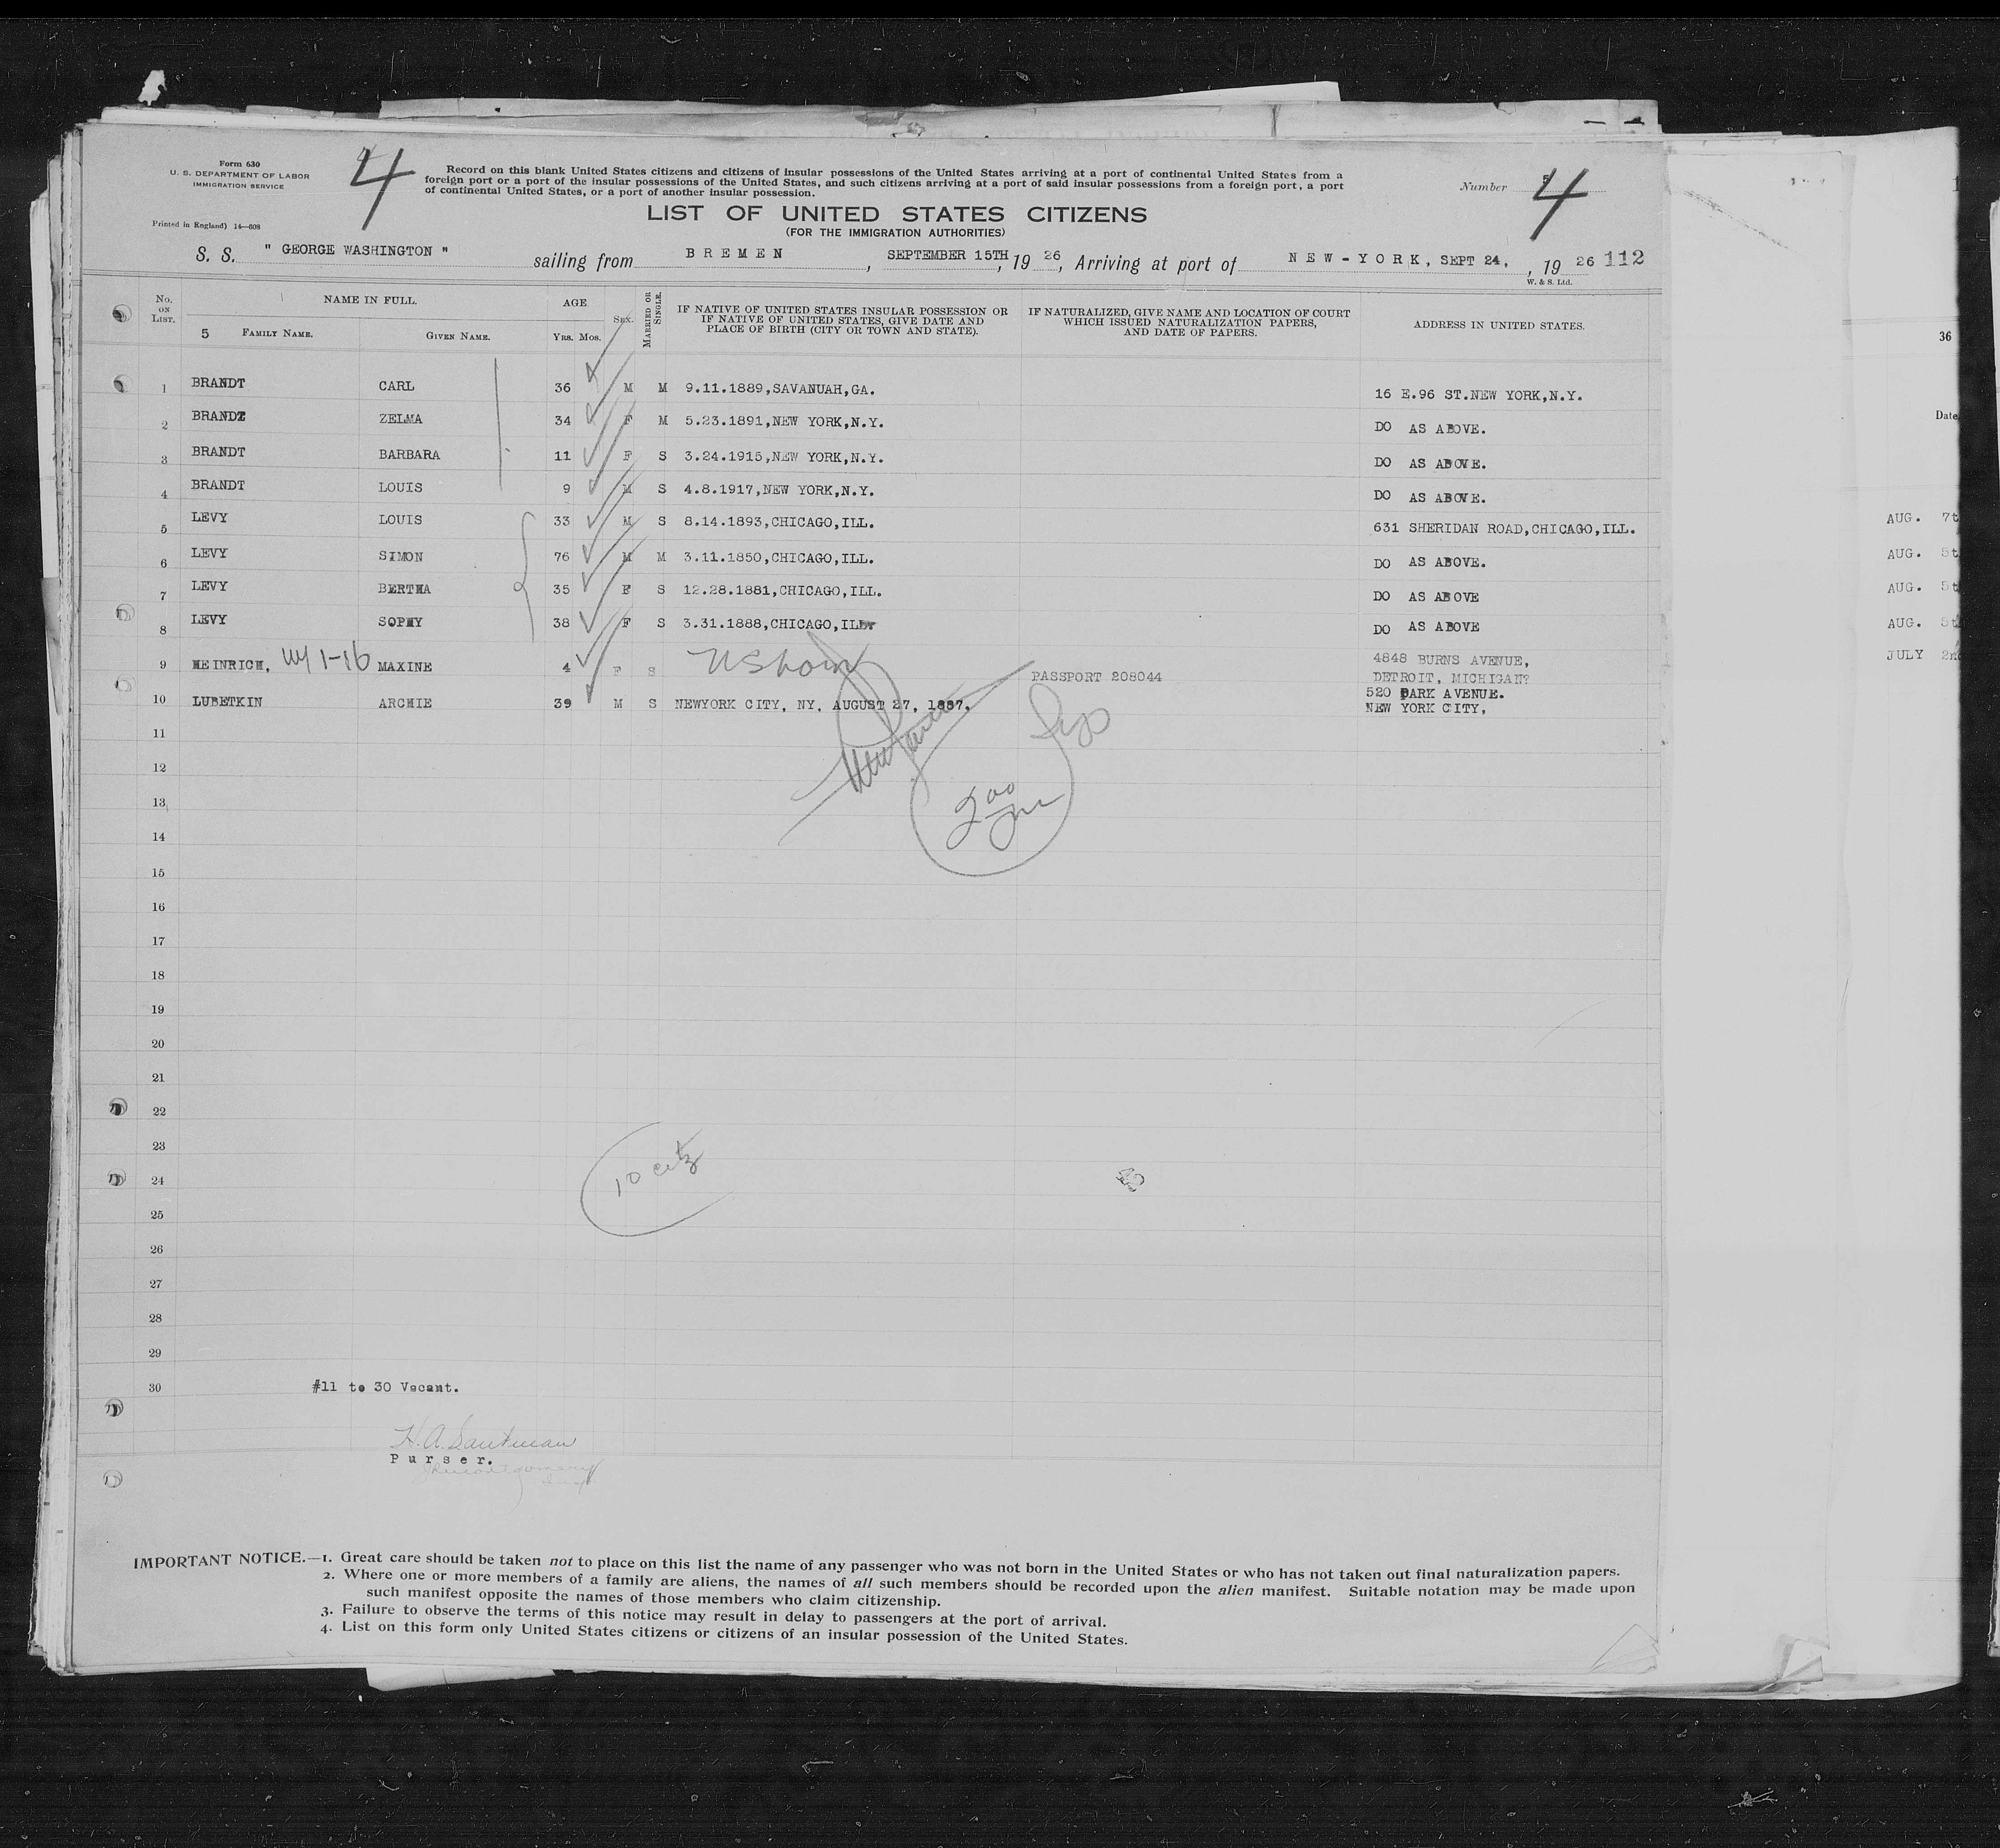 Form 630
U. S. DEPARTMENT OF LABOR
IMMIGRATION SERVICE
Printed in England) 14—608
4
Record on this blank United States citizens and citizens of insular possessions of the United States arriving at a port of continental United States from a
foreign port or a port of the insular possessions of the United States, and such citizens arriving at a port of said insular possessions from a foreign port, a port
of continental United States, or a port of another insular possession.
Number 5 4
LIST OF UNITED STATES CITIZENS
(FOR THE IMMIGRATION AUTHORITIES)
S. S. " GEORGE WASHINGTON " sailing from BREMEN, SEPTEMBER 15TH, 19 26, Arriving at port of NEW-YORK, SEPT 24, , 19 26 112
W. & S. Ltd.
No. ON LIST. NAME IN FULL. AGE SEX. MARRIED OR SINGLE. IF NATIVE OF UNITED STATES INSULAR POSSESSION OR IF NATIVE OF UNITED STATES, GIVE DATE AND PLACE OF BIRTH (CITY OR TOWN AND STATE). IF NATURALIZED, GIVE NAME AND LOCATION OF COURT WHICH ISSUED NATURALIZATION PAPERS, AND DATE OF PAPERS. ADDRESS IN UNITED STATES.
5 FAMILY NAME. GIVEN NAME. YRS. MOS.
36
Date
1 BRANDT CARL 36 M M 9.11.1889,SAVANUAH,GA. 16 E.96 ST.NEW YORK,N.Y.
2 BRANDT ZELMA 34 F M 5.23.1891,NEW YORK,N.Y. DO AS ABOVE.
3 BRANDT BARBARA 11 F S 3.24.1915,NEW YORK,N.Y. DO AS ABOVE.
4 BRANDT LOUIS 9 M S 4.8.1917,NEW YORK,N.Y. DO AS ABOVE.
5 LEVY LOUIS 33 M S 8.14.1893,CHICAGO,ILL. 631 SHERIDAN ROAD,CHICAGO,ILL.
6 LEVY SIMON 76 M M 3.11.1850,CHICAGO,ILL. DO AS ABOVE.
7 LEVY BERTHA 35 F S 12.28.1881,CHICAGO,ILL. DO AS ABOVE
8 LEVY SOPHY 38 F S 3.31.1888,CHICAGO,ILL DO AS ABOVE
9 HEINRICH, 1-16 MAXINE 4 F S US born PASSPORT 208044 4848 BURNS AVENUE,
DETROIT, MICHIGAN?
10 LUBETKIN ARCHIE 39 M S NEWYORK CITY, NY, AUGUST 27, 1887. 520 PARK AVENUE.
NEW YORK CITY,
AUG. 7t
AUG. 5t
AUG. 5t
AUG. 5t
JULY 2n
11
12
13
14
15
16
17
18
19
20
21
22
23
10 citz
24
25
26
27
28
29
30 #11 to 30 Vacant.
Purser.
IMPORTANT NOTICE.—1. Great care should be taken not to place on this list the name of any passenger who was not born in the United States or who has not taken out final naturalization papers.
2. Where one or more members of a family are aliens, the names of all such members should be recorded upon the alien manifest. Suitable notation may be made upon
such manifest opposite the names of those members who claim citizenship.
3. Failure to observe the terms of this notice may result in delay to passengers at the port of arrival.
4. List on this form only United States citizens or citizens of an insular possession of the United States.